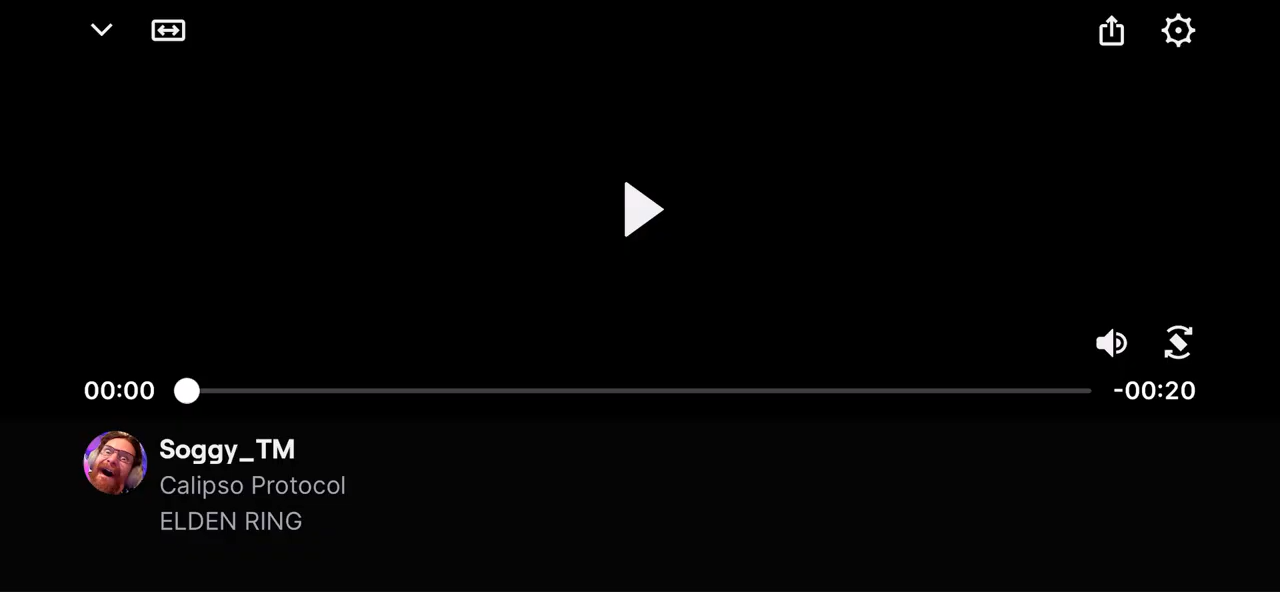 00:00
-00:20
Soggy_TM
Calipso Protocol
ELDEN RING